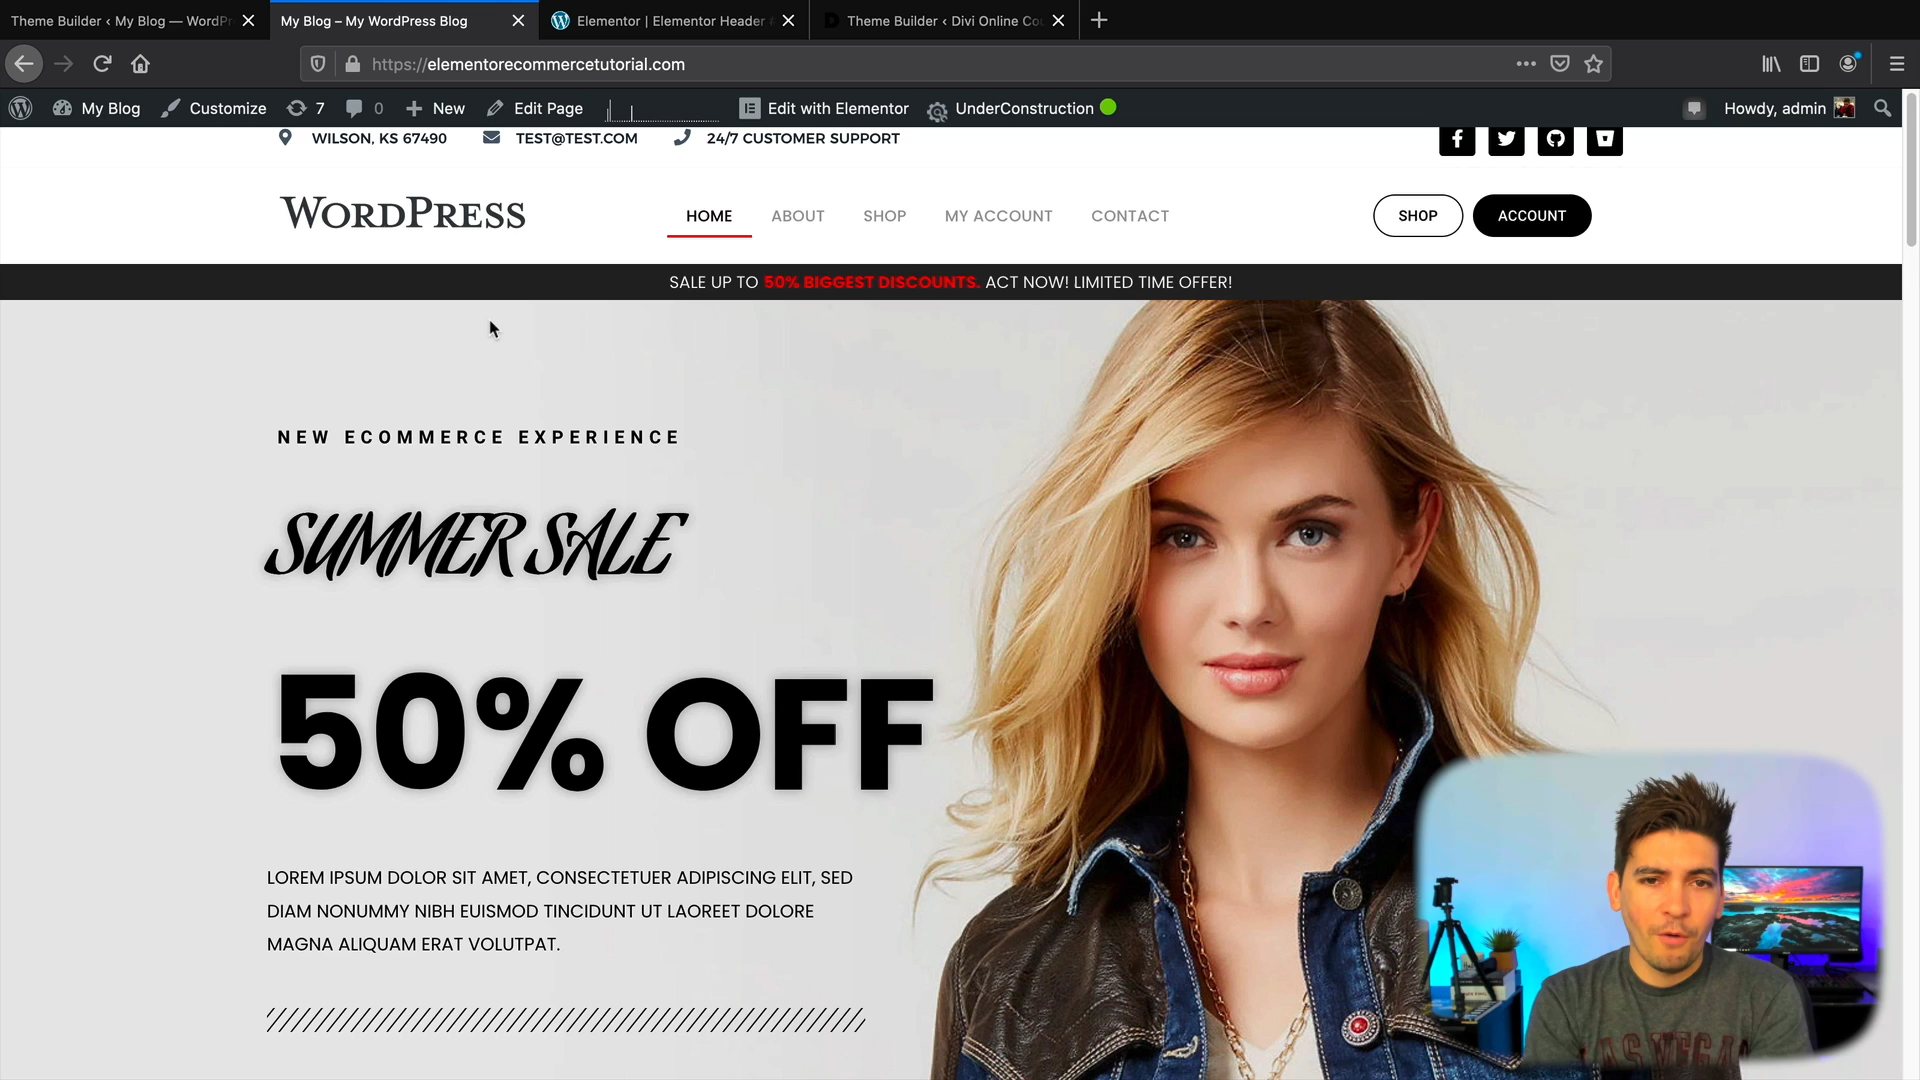 Theme Builder ‹ My Blog — WordPr
My Blog – My WordPress Blog
Elementor | Elementor Header #
Theme Builder ‹ Divi Online Co
https://elementorecommercetutorial.com
My Blog
Customize
7
0
New
Edit Page
Edit with Elementor
UnderConstruction
Howdy, admin
WILSON, KS 67490
TEST@TEST.COM
24/7 CUSTOMER SUPPORT
WORDPRESS
HOME
ABOUT
SHOP
MY ACCOUNT
CONTACT
SHOP
ACCOUNT
SALE UP TO 50% BIGGEST DISCOUNTS. ACT NOW! LIMITED TIME OFFER!
NEW ECOMMERCE EXPERIENCE
SUMMER SALE
50% OFF
LOREM IPSUM DOLOR SIT AMET, CONSECTETUER ADIPISCING ELIT, SED
DIAM NONUMMY NIBH EUISMOD TINCIDUNT UT LAOREET DOLORE
MAGNA ALIQUAM ERAT VOLUTPAT.
LAS VEGAS